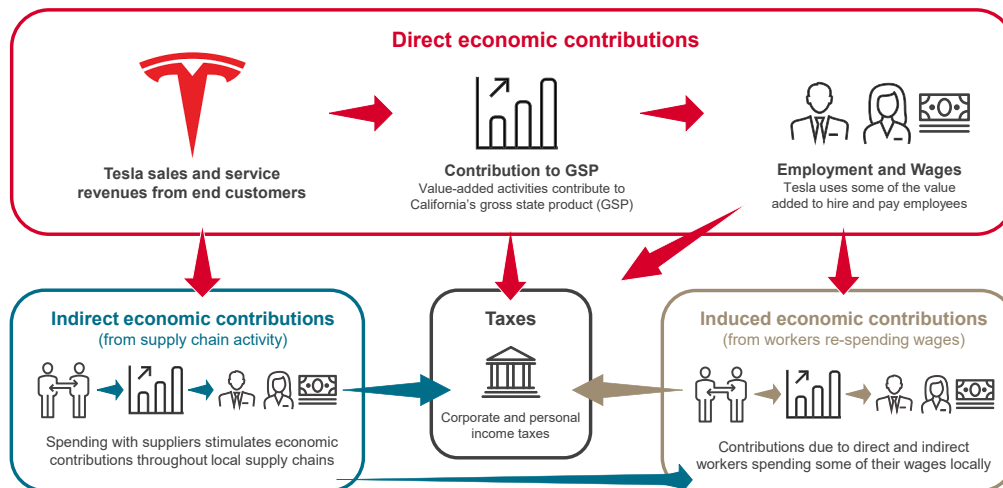 Direct economic contributions
Tesla sales and service
revenues from end customers
Contribution to GSP
Value-added activities contribute to
California's gross state product (GSP)
Employment and Wages
Tesla uses some of the value
added to hire and pay employees
Indirect economic contributions
(from supply chain activity)
Spending with suppliers stimulates economic
contributions throughout local supply chains
Taxes
Corporate and personal
income taxes
Induced economic contributions
(from workers re-spending wages)
Contributions due to direct and indirect
workers spending some of their wages locally